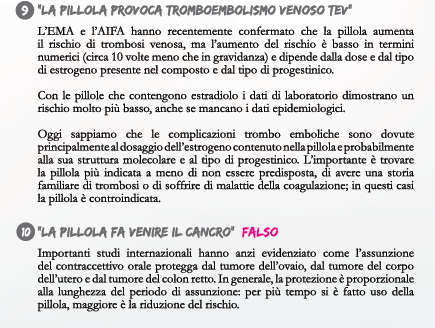 9 "LA PILLOLA PROVOCA TROMBOEMBOLISMO VENOSO TEV"
L'EMA e l'AIFA hanno recentemente confermato che la pillola aumenta
il rischio di trombosi venosa, ma l'aumento del rischio è basso in termini
numerici (circa 10 volte meno che in gravidanza) e dipende dalla dose e dal tipo
di estrogeno presente nel composto e dal tipo di progestinico.
Con le pillole che contengono estradiolo i dati di laboratorio dimostrano un
rischio molto più basso, anche se mancano i dati epidemiologici.
Oggi sappiamo che le complicazioni trombo emboliche sono dovute
principalmente al dosaggio dell'estrogeno contenuto nella pillola e probabilmente
alla sua struttura molecolare e al tipo di progestinico. L'importante è trovare
la pillola più indicata a meno di non essere predisposta, di avere una storia
familiare di trombosi o di soffrire di malattie della coagulazione; in questi casi
la pillola è controindicata.
10 "LA PILLOLA FA VENIRE IL CANCRO" FALSO
Importanti studi internazionali hanno anzi evidenziato come l'assunzione
del contraccettivo orale protegga dal tumore dell'ovaio, dal tumore del corpo
dell'utero e dal tumore del colon retto. In generale, la protezione è proporzionale
alla lunghezza del periodo di assunzione: per più tempo si è fatto uso della
pillola, maggiore è la riduzione del rischio.